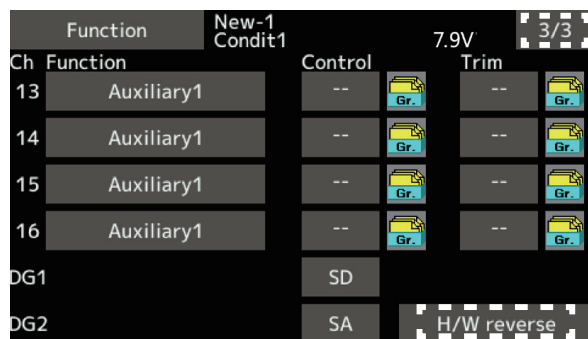 Function New-1 Condit1 7.9V 3/3
Ch Function Control Trim
13 Auxiliary1 -- Gr. -- Gr.
14 Auxiliary1 -- Gr. -- Gr.
15 Auxiliary1 -- Gr. -- Gr.
16 Auxiliary1 -- Gr. -- Gr.
DG1 SD
DG2 SA H/W reverse